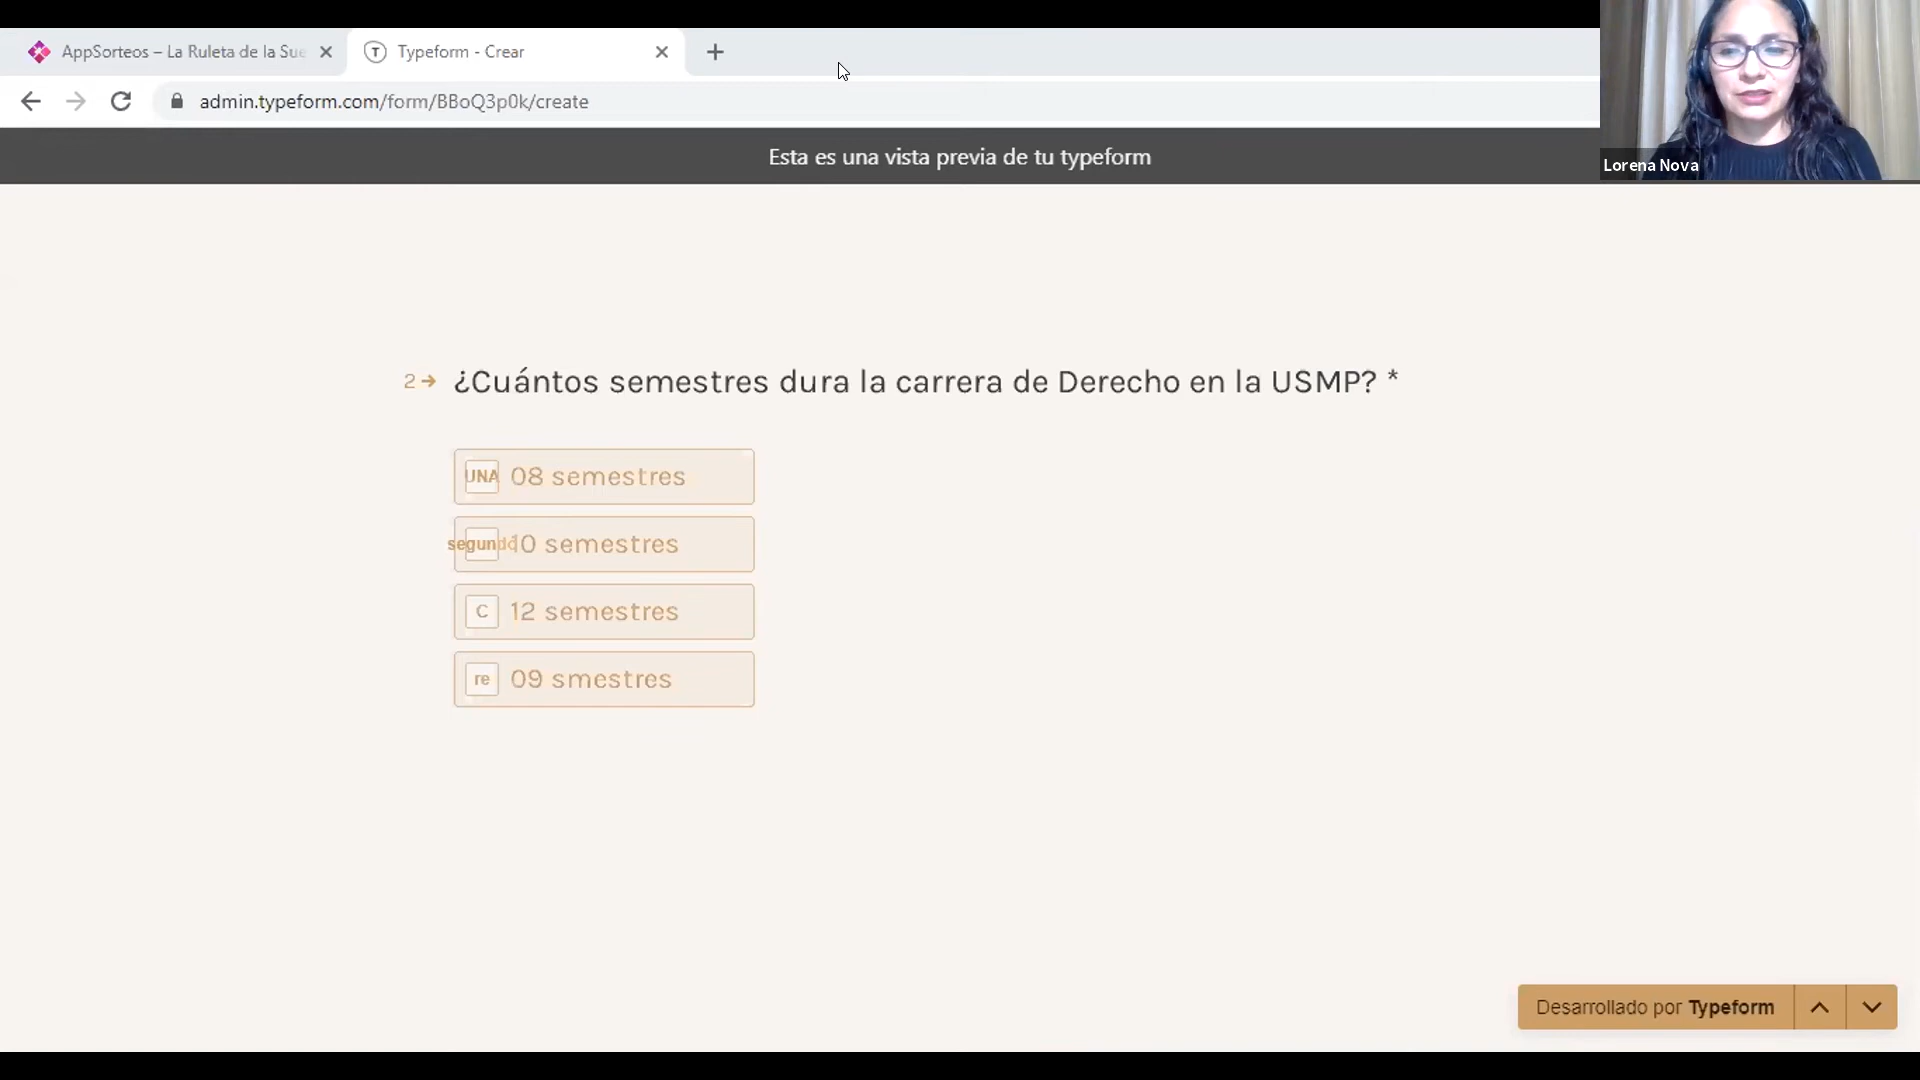 AppSorteos – La Ruleta de la Sue
Typeform - Crear
admin.typeform.com/form/BBoQ3p0k/create
Esta es una vista previa de tu typeform
Lorena Nova
2 → ¿Cuántos semestres dura la carrera de Derecho en la USMP? *
UNA 08 semestres
segundo 10 semestres
C 12 semestres
re 09 smestres
Desarrollado por Typeform